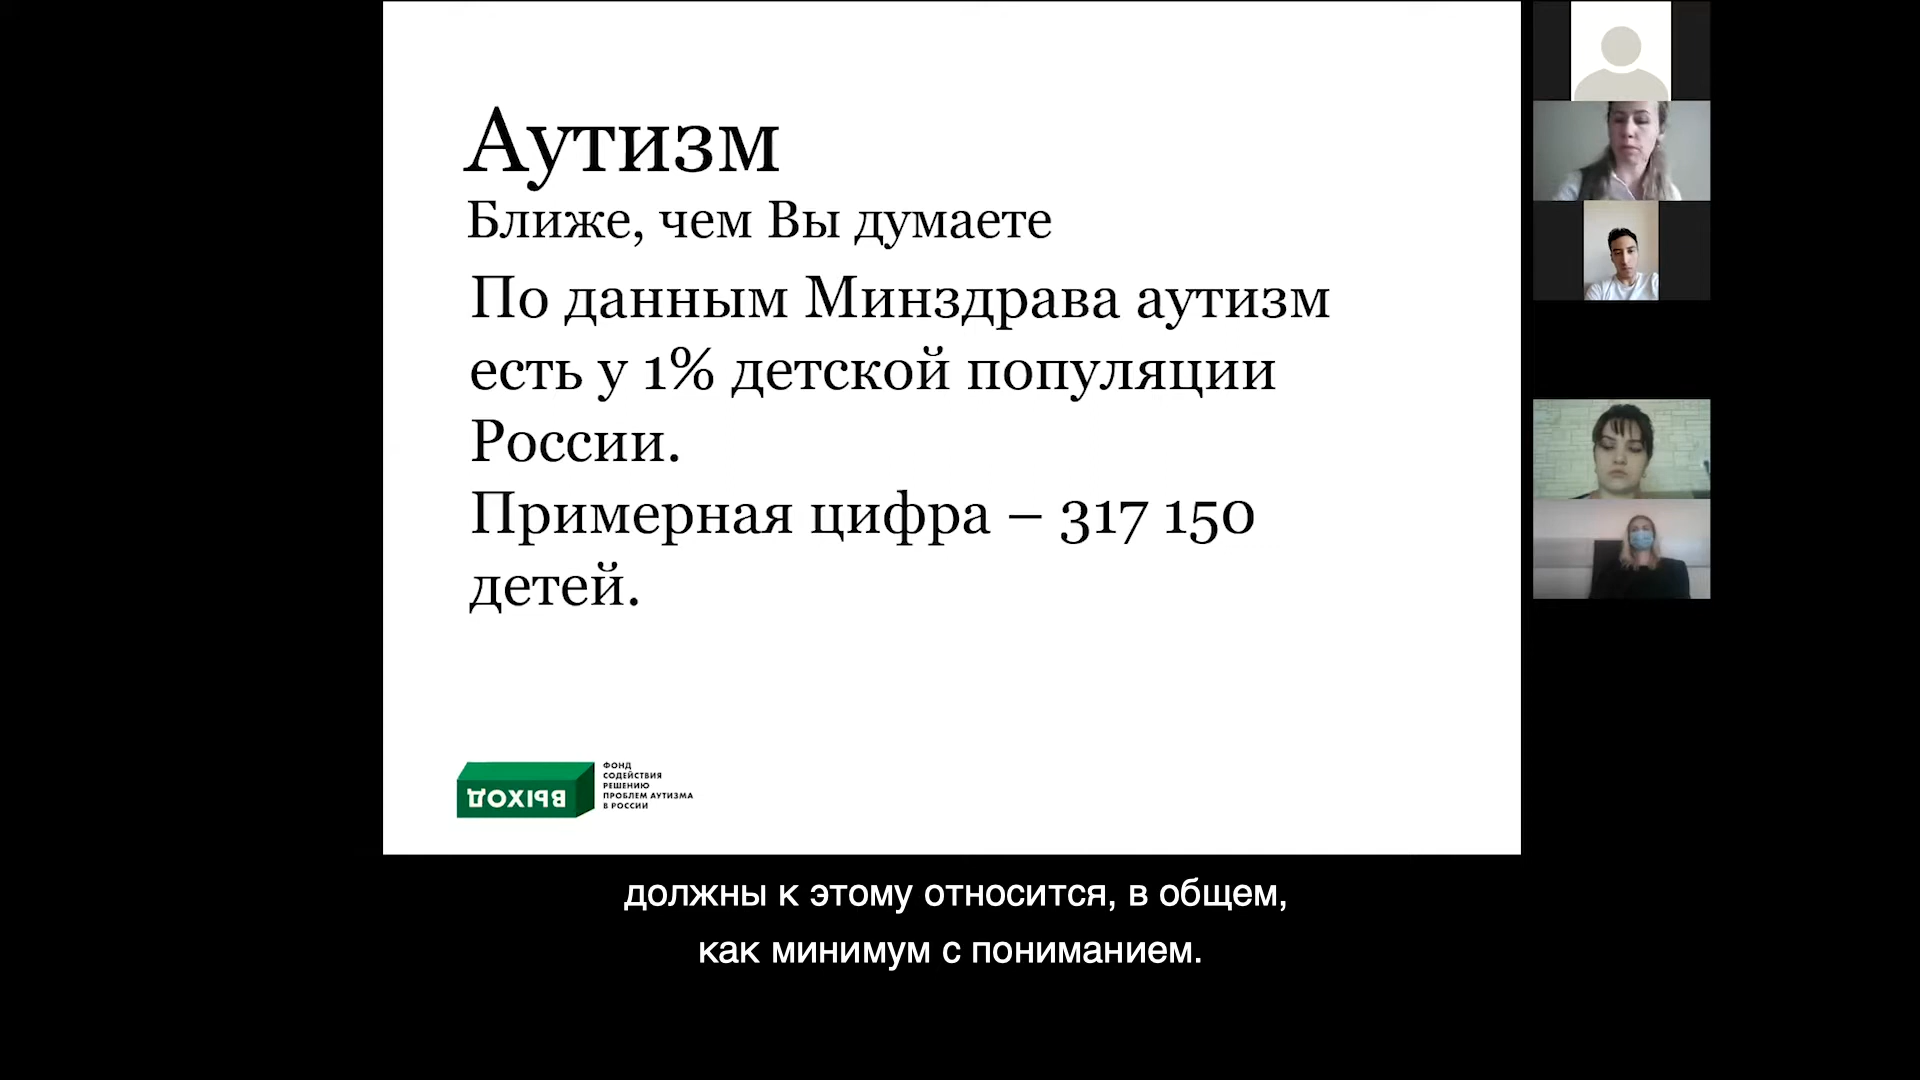 Аутизм
Ближе, чем Вы думаете
По данным Минздрава аутизм
есть у 1% детской популяции
России.
Примерная цифра – 317 150
детей.
ВЫХОД
ФОНД
СОДЕЙСТВИЯ
РЕШЕНИЮ
ПРОБЛЕМ АУТИЗМА
В РОССИИ
должны к этому относится, в общем,
как минимум с пониманием.